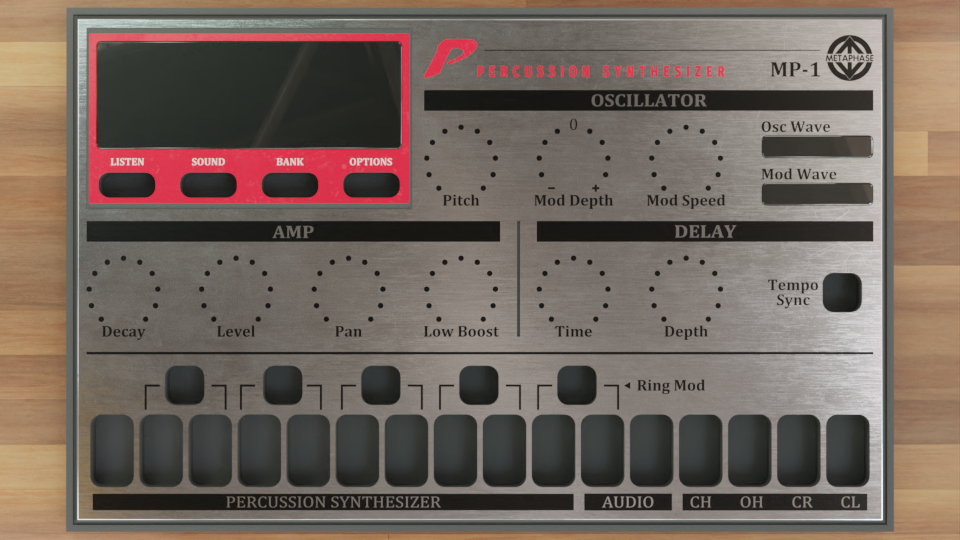 P
PERCUSSION SYNTHESIZER
MP-1
METAPHASE
LISTEN SOUND BANK OPTIONS
OSCILLATOR
0
- +
Pitch Mod Depth Mod Speed
Osc Wave
Mod Wave
AMP
DELAY
Decay Level Pan Low Boost
Time Depth
Tempo
Sync
◄ Ring Mod
PERCUSSION SYNTHESIZER AUDIO CH OH CR CL